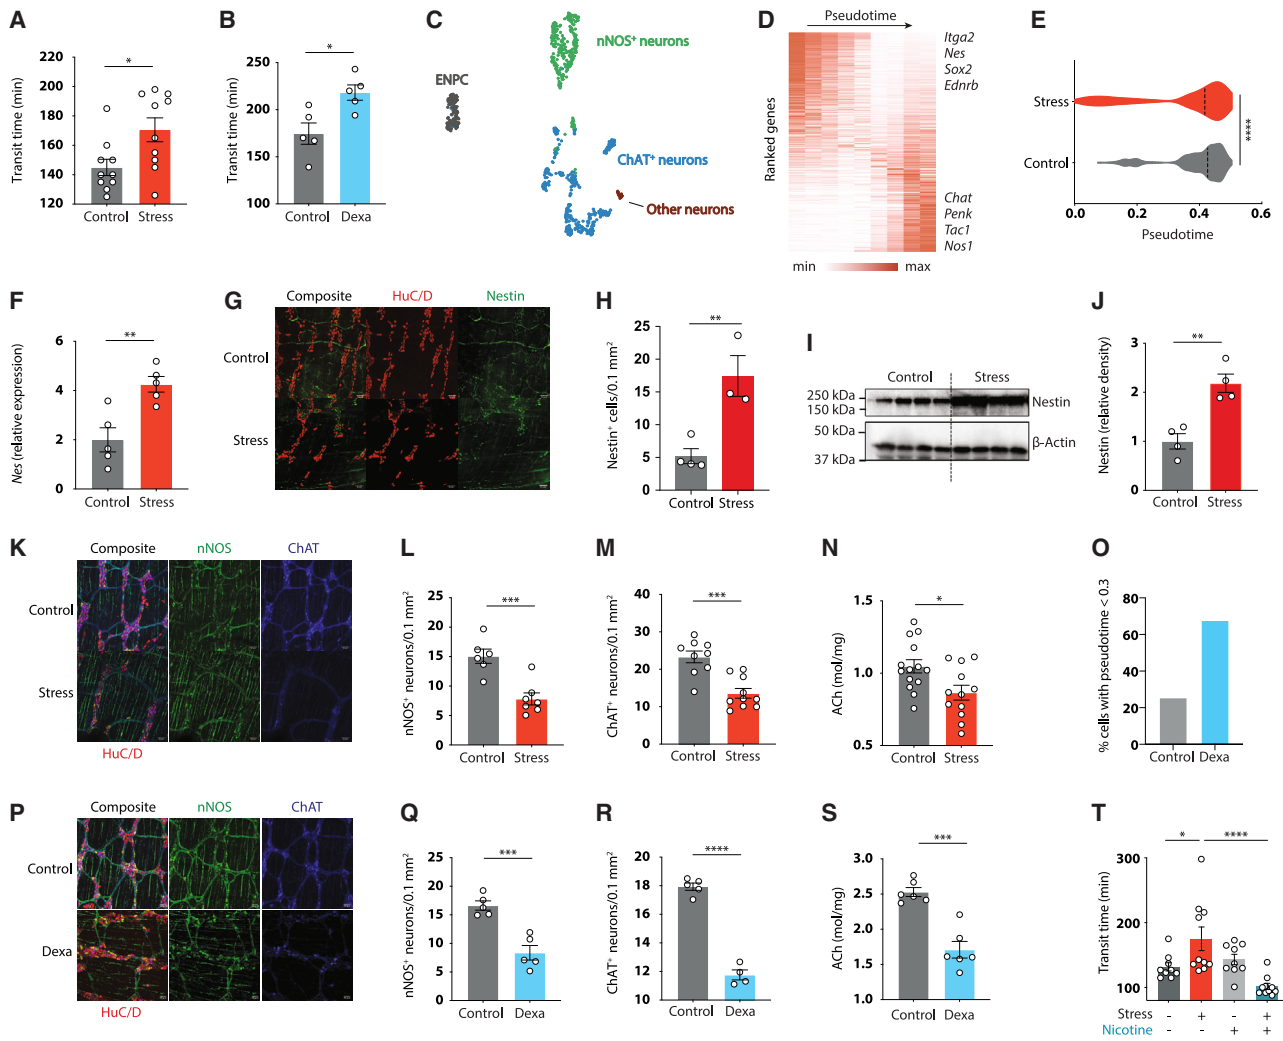 A
Transit time (min)
220
200
180
160
140
120
*
Control Stress
B
Transit time (min)
250
200
150
100
*
Control Dexa
C
nNOS⁺ neurons
ENPC
ChAT⁺ neurons
Other neurons
D
Pseudotime
Ranked genes
Itga2
Nes
Sox2
Ednrb
Chat
Penk
Tac1
Nos1
min max
E
Stress
Control
****
0.0 0.2 0.4 0.6
Pseudotime
F
Nes (relative expression)
6
4
2
0
**
Control Stress
G
Composite HuC/D Nestin
Control
Stress
H
Nestin⁺ cells/0.1 mm²
25
20
15
10
5
0
**
Control Stress
I
Control Stress
250 kDa
150 kDa
Nestin
50 kDa
37 kDa
β-Actin
J
Nestin (relative density)
3
2
1
0
**
Control Stress
K
Composite nNOS ChAT
Control
Stress
HuC/D
L
nNOS⁺ neurons/0.1 mm²
20
15
10
5
0
***
Control Stress
M
ChAT⁺ neurons/0.1 mm²
40
30
20
10
0
***
Control Stress
N
ACh (mol/mg)
1.5
1.0
0.5
*
Control Stress
O
% cells with pseudotime < 0.3
80
60
40
20
0
Control Dexa
P
Composite nNOS ChAT
Control
Dexa
HuC/D
Q
nNOS⁺ neurons/0.1 mm²
25
20
15
10
5
0
***
Control Dexa
R
ChAT⁺ neurons/0.1 mm²
20
18
16
14
12
10
****
Control Dexa
S
ACh (mol/mg)
3.0
2.5
2.0
1.5
1.0
***
Control Dexa
T
Transit time (min)
300
200
100
* ****
Stress - + - +
Nicotine - - + +